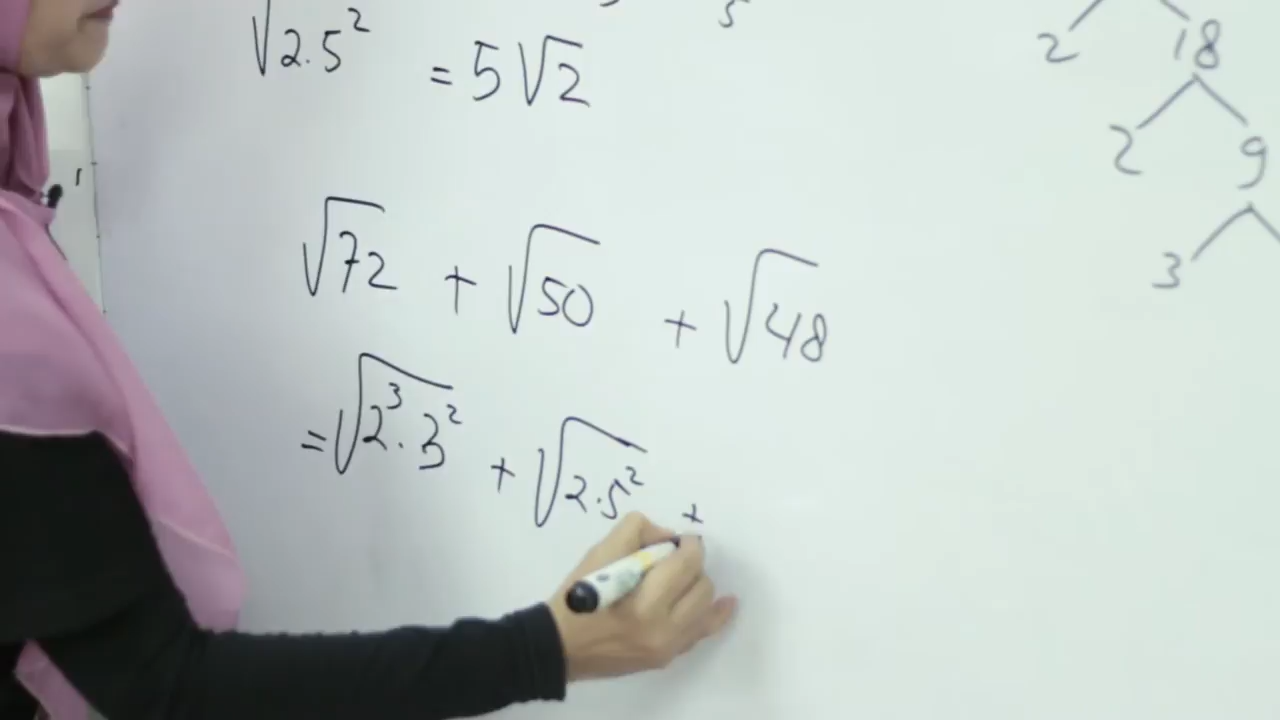 √2.5² = 5√2
√72 + √50 + √48
= √2³.3² + √2.5² +
2 18
2 9
3